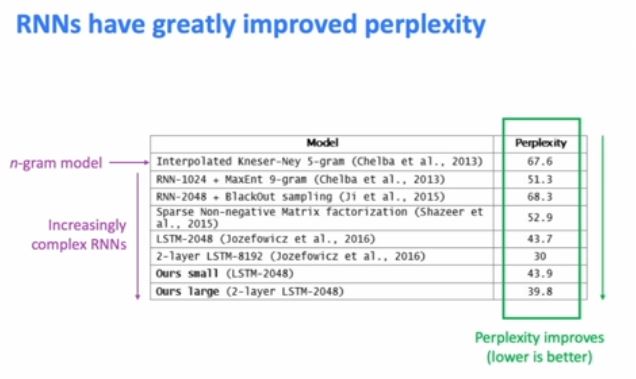 RNNs have greatly improved perplexity
Model Perplexity
n-gram model Interpolated Kneser-Ney 5-gram (Chelba et al., 2013) 67.6
RNN-1024 + MaxEnt 9-gram (Chelba et al., 2013) 51.3
RNN-2048 + BlackOut sampling (Ji et al., 2015) 68.3
Sparse Non-negative Matrix factorization (Shazeer et
al., 2015) 52.9
Increasingly
complex RNNs
LSTM-2048 (Jozefowicz et al., 2016) 43.7
2-layer LSTM-8192 (Jozefowicz et al., 2016) 30
Ours small (LSTM-2048) 43.9
Ours large (2-layer LSTM-2048) 39.8
Perplexity improves
(lower is better)